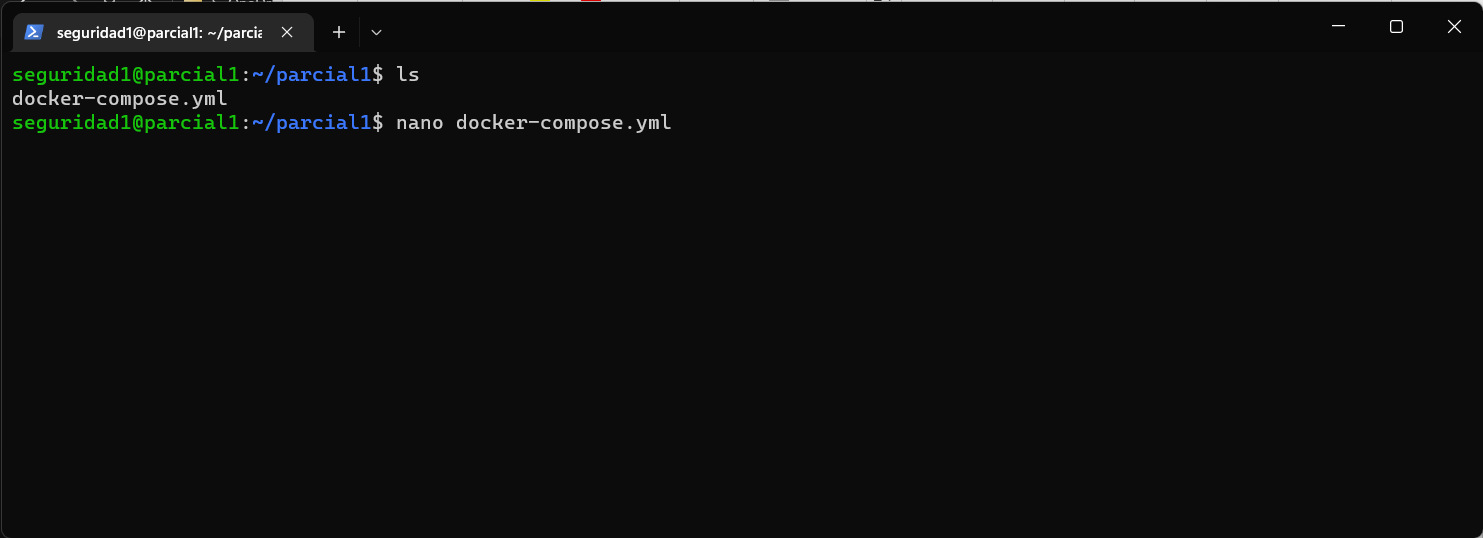 seguridad1@parcial1: ~/parcia
seguridad1@parcial1:~/parcial1$ ls
docker-compose.yml
seguridad1@parcial1:~/parcial1$ nano docker-compose.yml